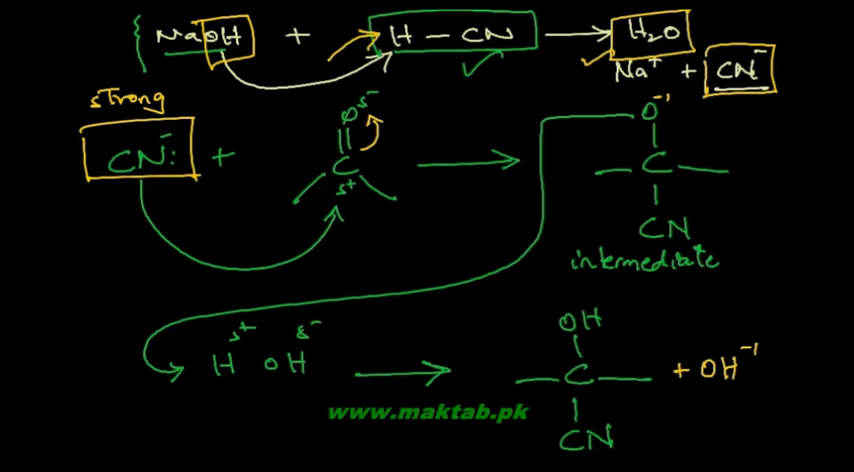 NaOH + H - CN → H₂O
Na⁺ + CN⁻
strong
CN⁻: + O δ⁻
C
δ⁺
→ O⁻¹
C
CN
intermediate
δ⁺ δ⁻
H OH →
OH
C + OH⁻¹
CN
www.maktab.pk